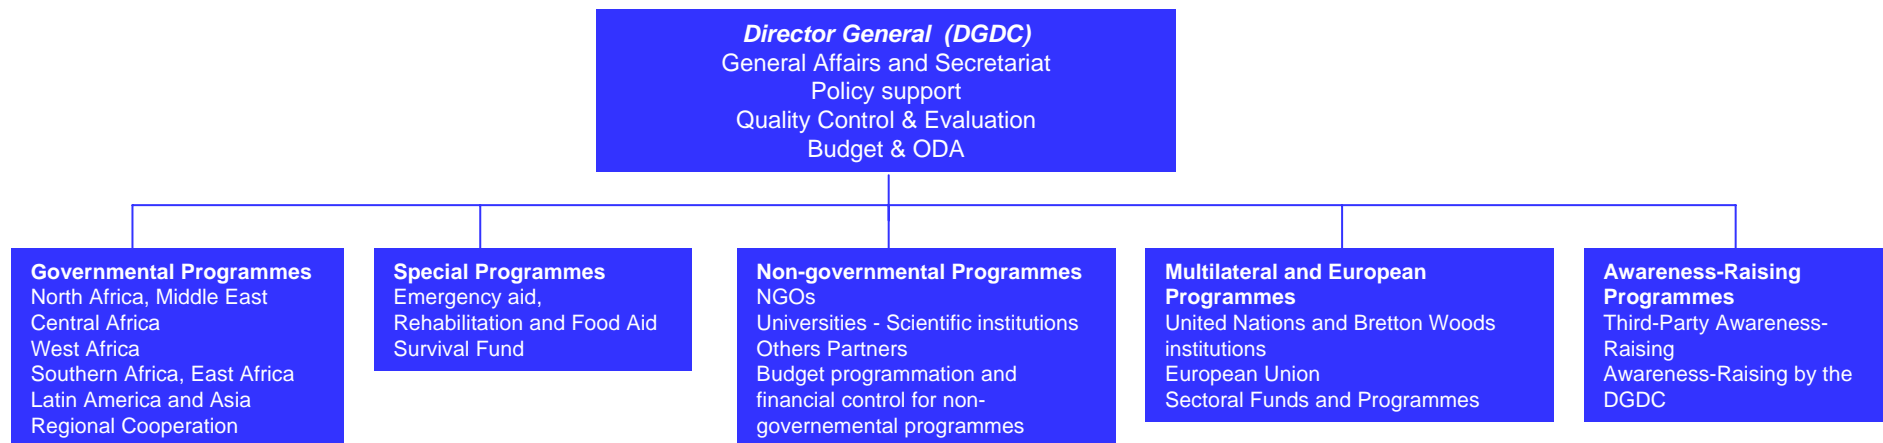 Director General  (DGDC)
General Affairs and Secretariat
Policy support
Quality Control & Evaluation
Budget & ODA
Governmental Programmes
North Africa, Middle East
Central Africa
West Africa
Southern Africa, East Africa
Latin America and Asia
Regional Cooperation
Special Programmes
Emergency aid,
Rehabilitation and Food Aid
Survival Fund
Non-governmental Programmes
NGOs
Universities - Scientific institutions
Others Partners
Budget programmation and
financial control for non-
governemental programmes
Multilateral and European
Programmes
United Nations and Bretton Woods
institutions
European Union
Sectoral Funds and Programmes
Awareness-Raising
Programmes
Third-Party Awareness-
Raising
Awareness-Raising by the
DGDC